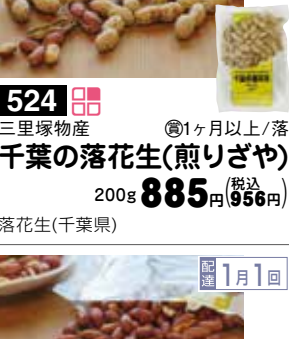 524
三里塚物産 賞1ヶ月以上/落
千葉の落花生(煎りざや)
200g 885円(税込956円)
落花生(千葉県)
配達 1月1回